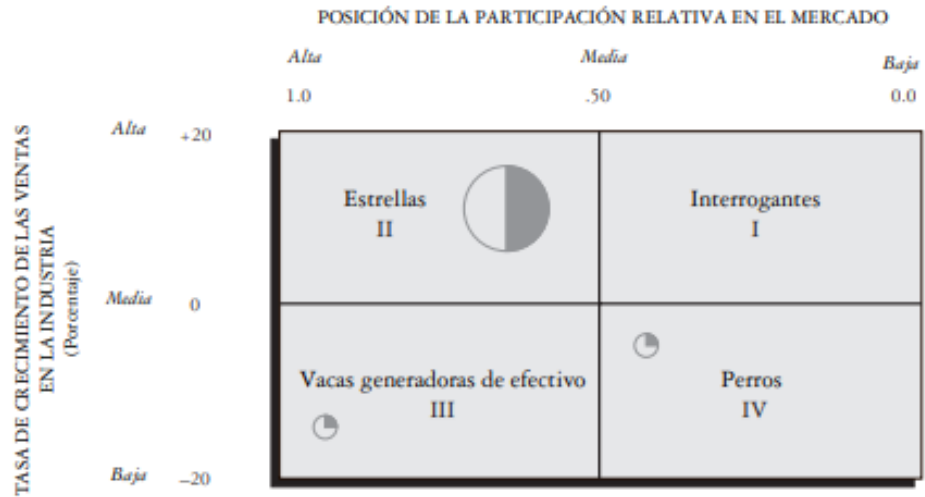 POSICIÓN DE LA PARTICIPACIÓN RELATIVA EN EL MERCADO
Alta
Media
Baja
1.0
.50
0.0
TASA DE CRECIMIENTO DE LAS VENTAS
EN LA INDUSTRIA
(Porcentaje)
Alta
+20
Estrellas
II
Interrogantes
I
Media
0
Vacas generadoras de efectivo
III
Perros
IV
Baja
–20